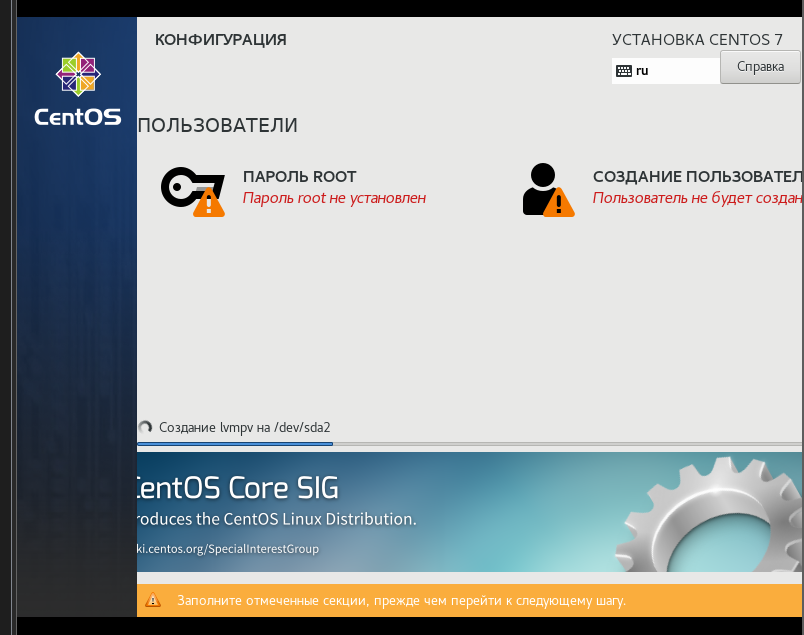 КОНФИГУРАЦИЯ
УСТАНОВКА CENTOS 7
ru
Справка
CentOS
ПОЛЬЗОВАТЕЛИ
ПАРОЛЬ ROOT
Пароль root не установлен
СОЗДАНИЕ ПОЛЬЗОВАТЕЛ
Пользователь не будет создан
Создание lvmpv на /dev/sda2
CentOS Core SIG
roduces the CentOS Linux Distribution.
ki.centos.org/SpecialInterestGroup
Заполните отмеченные секции, прежде чем перейти к следующему шагу.